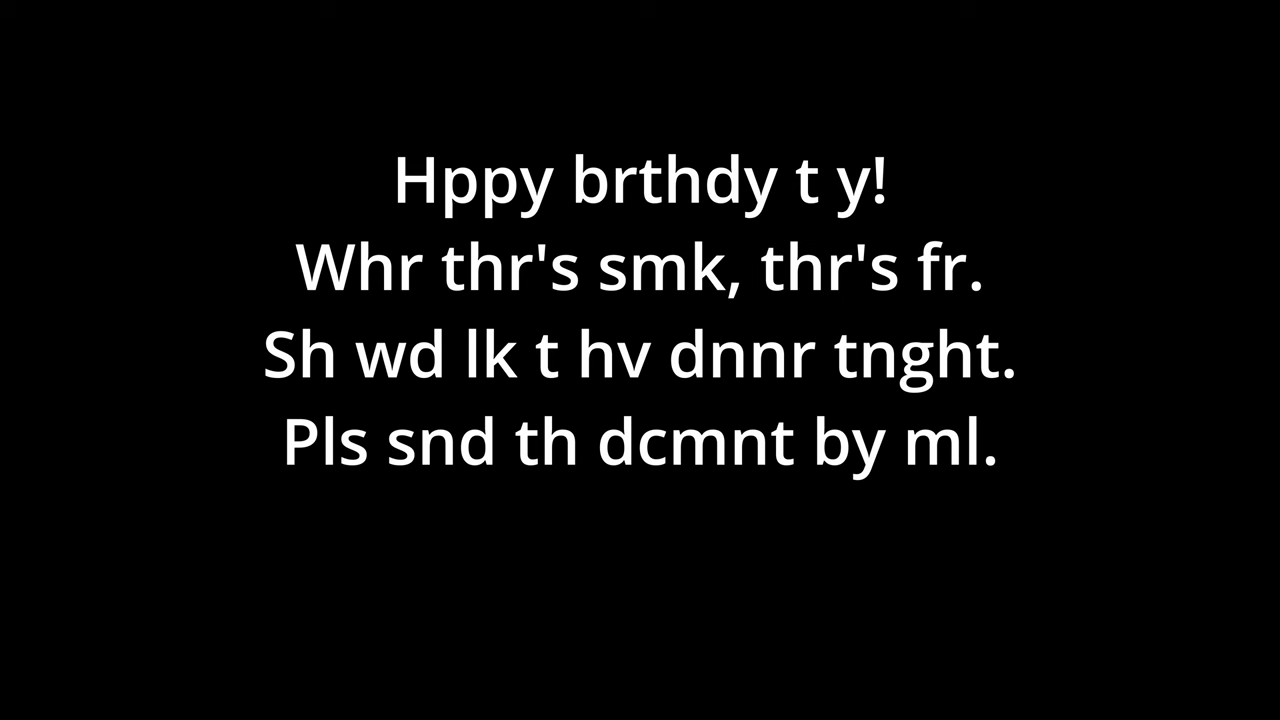 Hppy brthdy t y!
Whr thr's smk, thr's fr.
Sh wd lk t hv dnnr tnght.
Pls snd th dcmnt by ml.